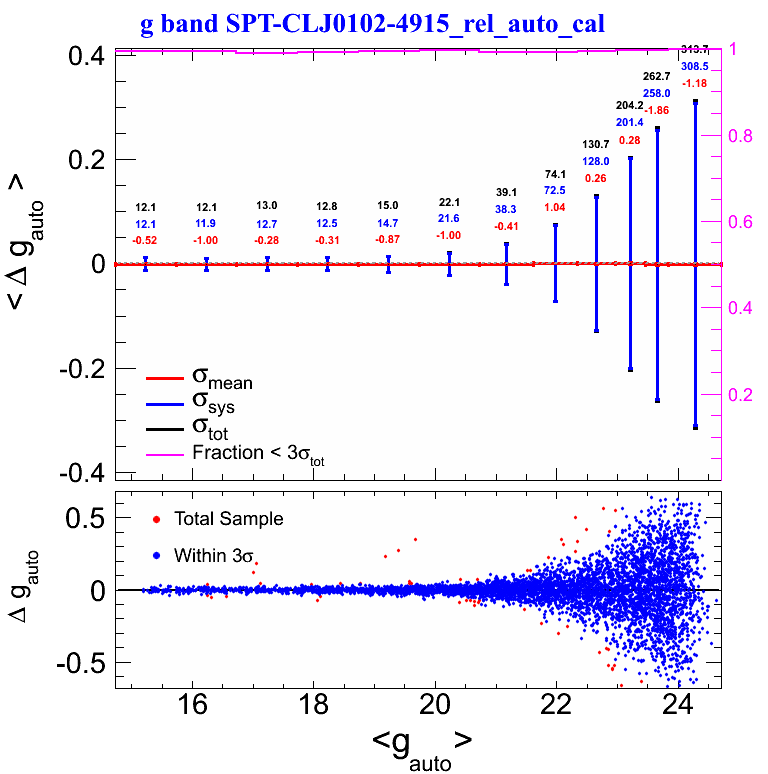 g band SPT-CLJ0102-4915_rel_auto_cal
0.4
0.2
0
-0.2
-0.4
< Δ g_auto >
12.1 12.1 13.0 12.8 15.0 22.1 39.1 74.1 130.7 204.2 262.7 313.7
12.1 11.9 12.7 12.5 14.7 21.6 38.3 72.5 128.0 201.4 258.0 308.5
-0.52 -1.00 -0.28 -0.31 -0.87 -1.00 -0.41 1.04 0.26 0.28 -1.86 -1.18
1
0.8
0.6
0.4
0.2
σ_mean
σ_sys
σ_tot
Fraction < 3σ_tot
0.5
0
-0.5
Δ g_auto
Total Sample
Within 3σ
16 18 20 22 24
<g_auto>